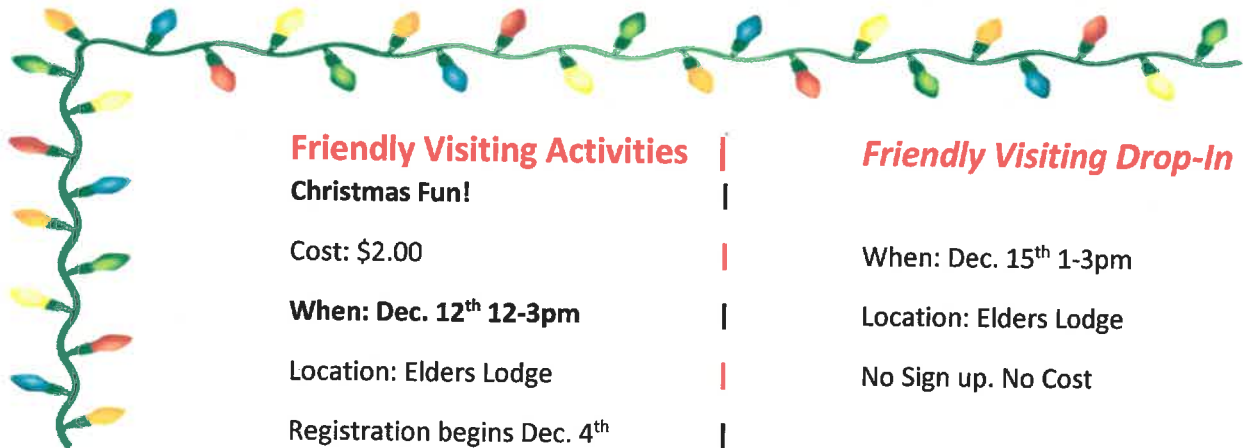 Friendly Visiting Activities
Christmas Fun!
Cost: $2.00
When: Dec. 12th 12-3pm
Location: Elders Lodge
Registration begins Dec. 4th
Friendly Visiting Drop-In
When: Dec. 15th 1-3pm
Location: Elders Lodge
No Sign up. No Cost